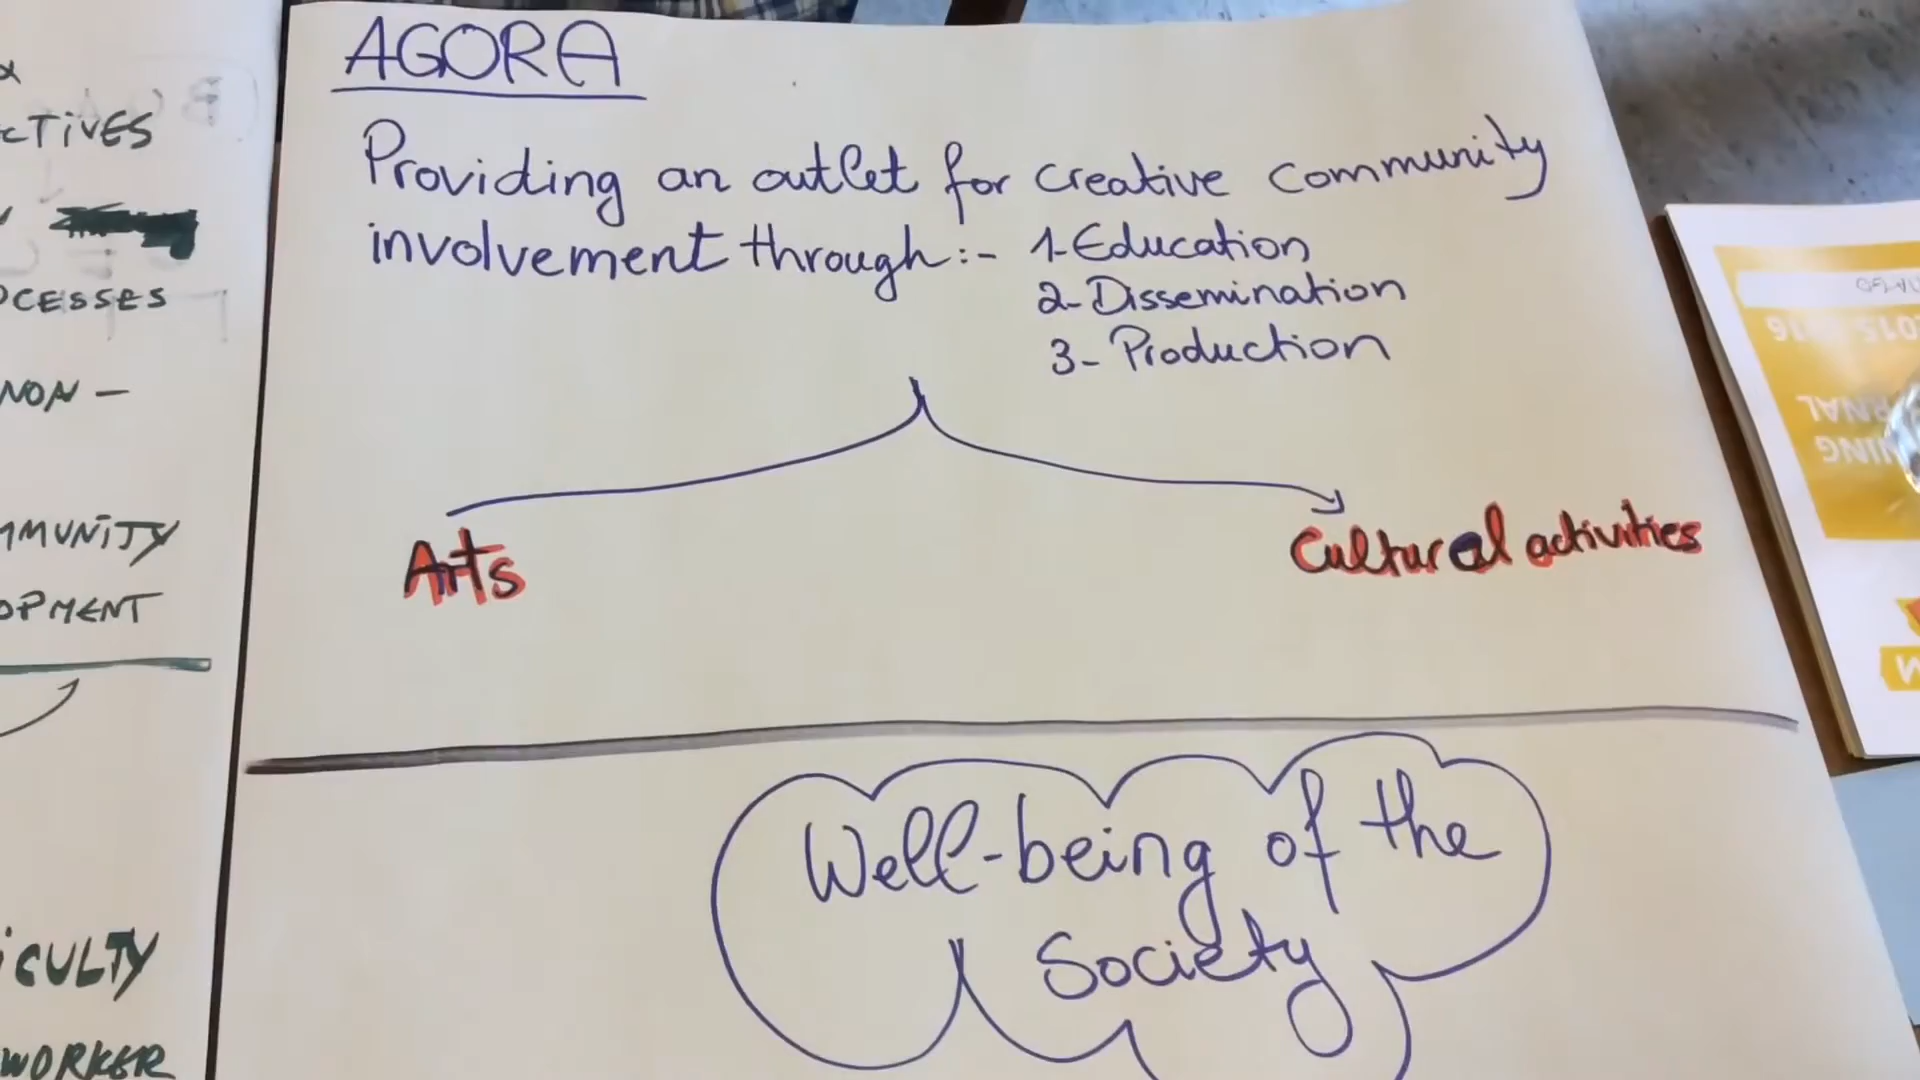 AGORA
Providing an outlet for creative community
involvement through:- 1-Education
2-Dissemination
3- Production
Arts
Cultural activities
Well-being of the
Society
OCESSES
NON -
MMUNITY
OPMENT
ICULTY
WORKER
CTIVES